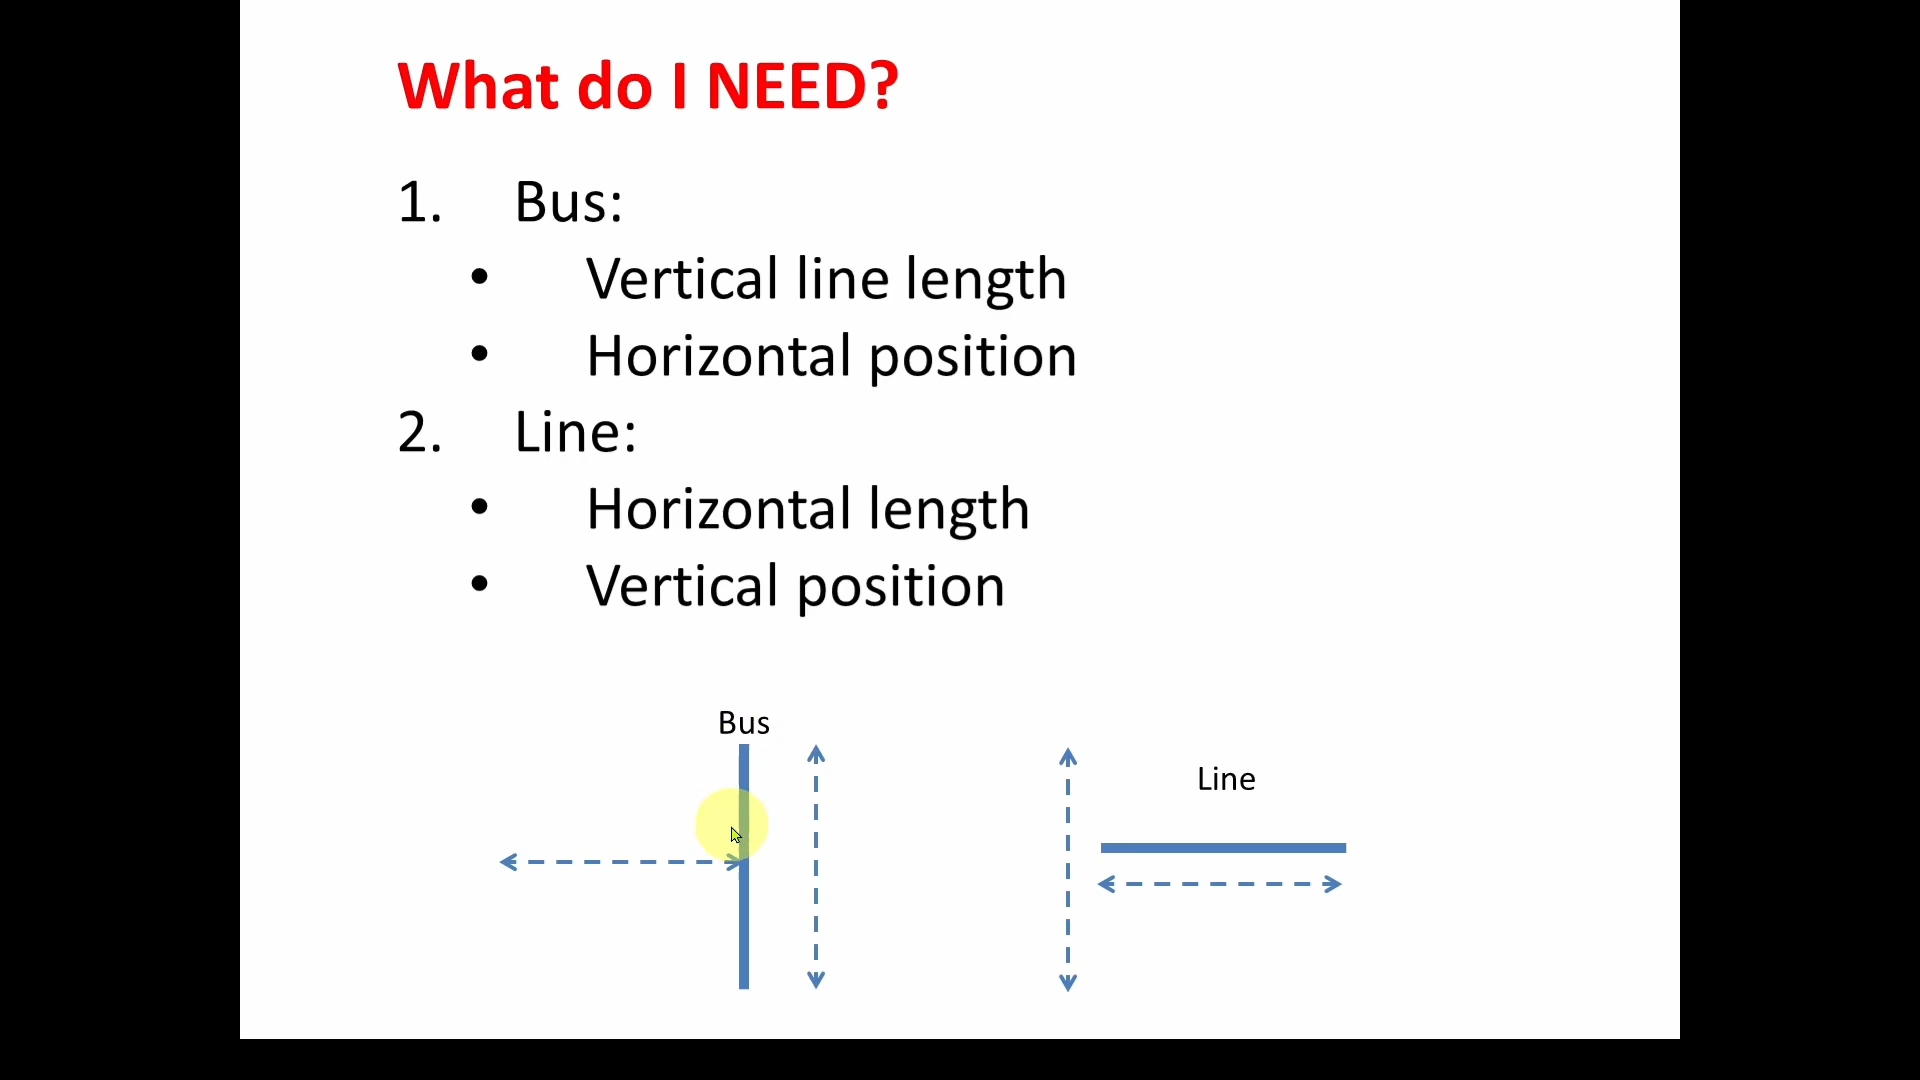 What do I NEED?
1. Bus:
• Vertical line length
• Horizontal position
2. Line:
• Horizontal length
• Vertical position
Bus
Line